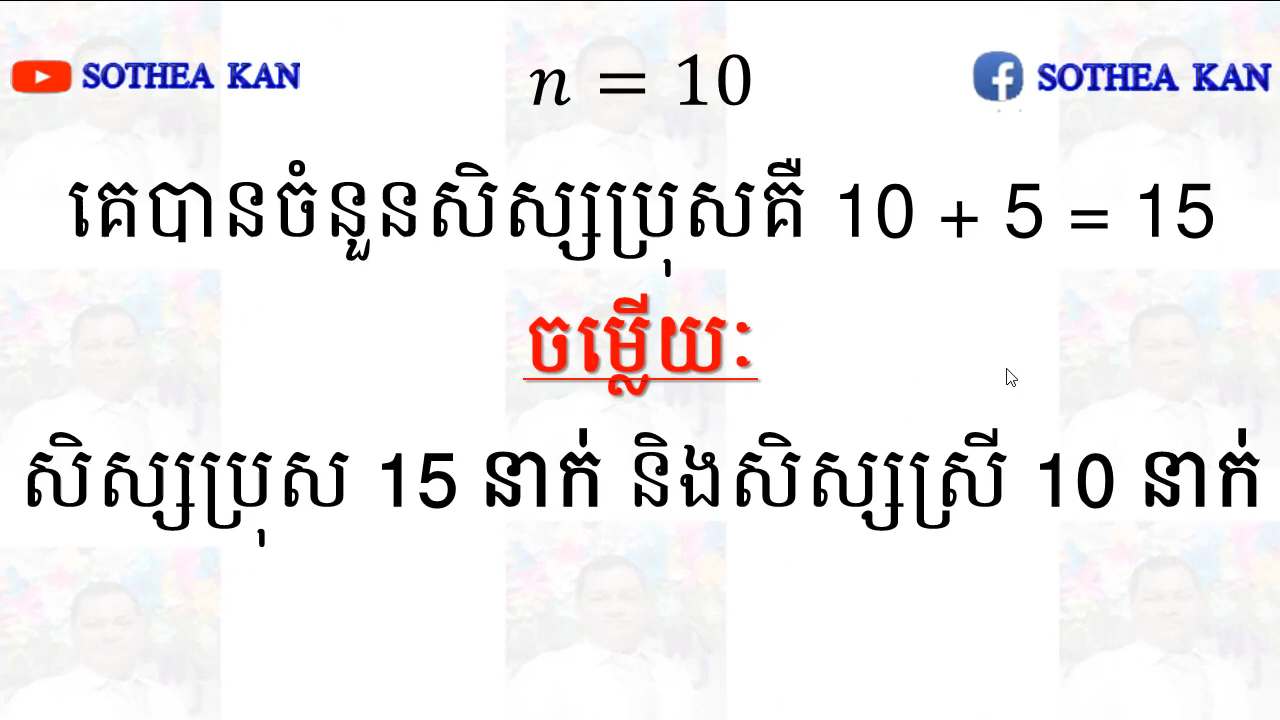 SOTHEA KAN
n = 10
SOTHEA KAN
គេបានចំនួនសិស្សប្រុសគឺ 10 + 5 = 15
ចម្លើយៈ
សិស្សប្រុស 15 នាក់ និងសិស្សស្រី 10 នាក់